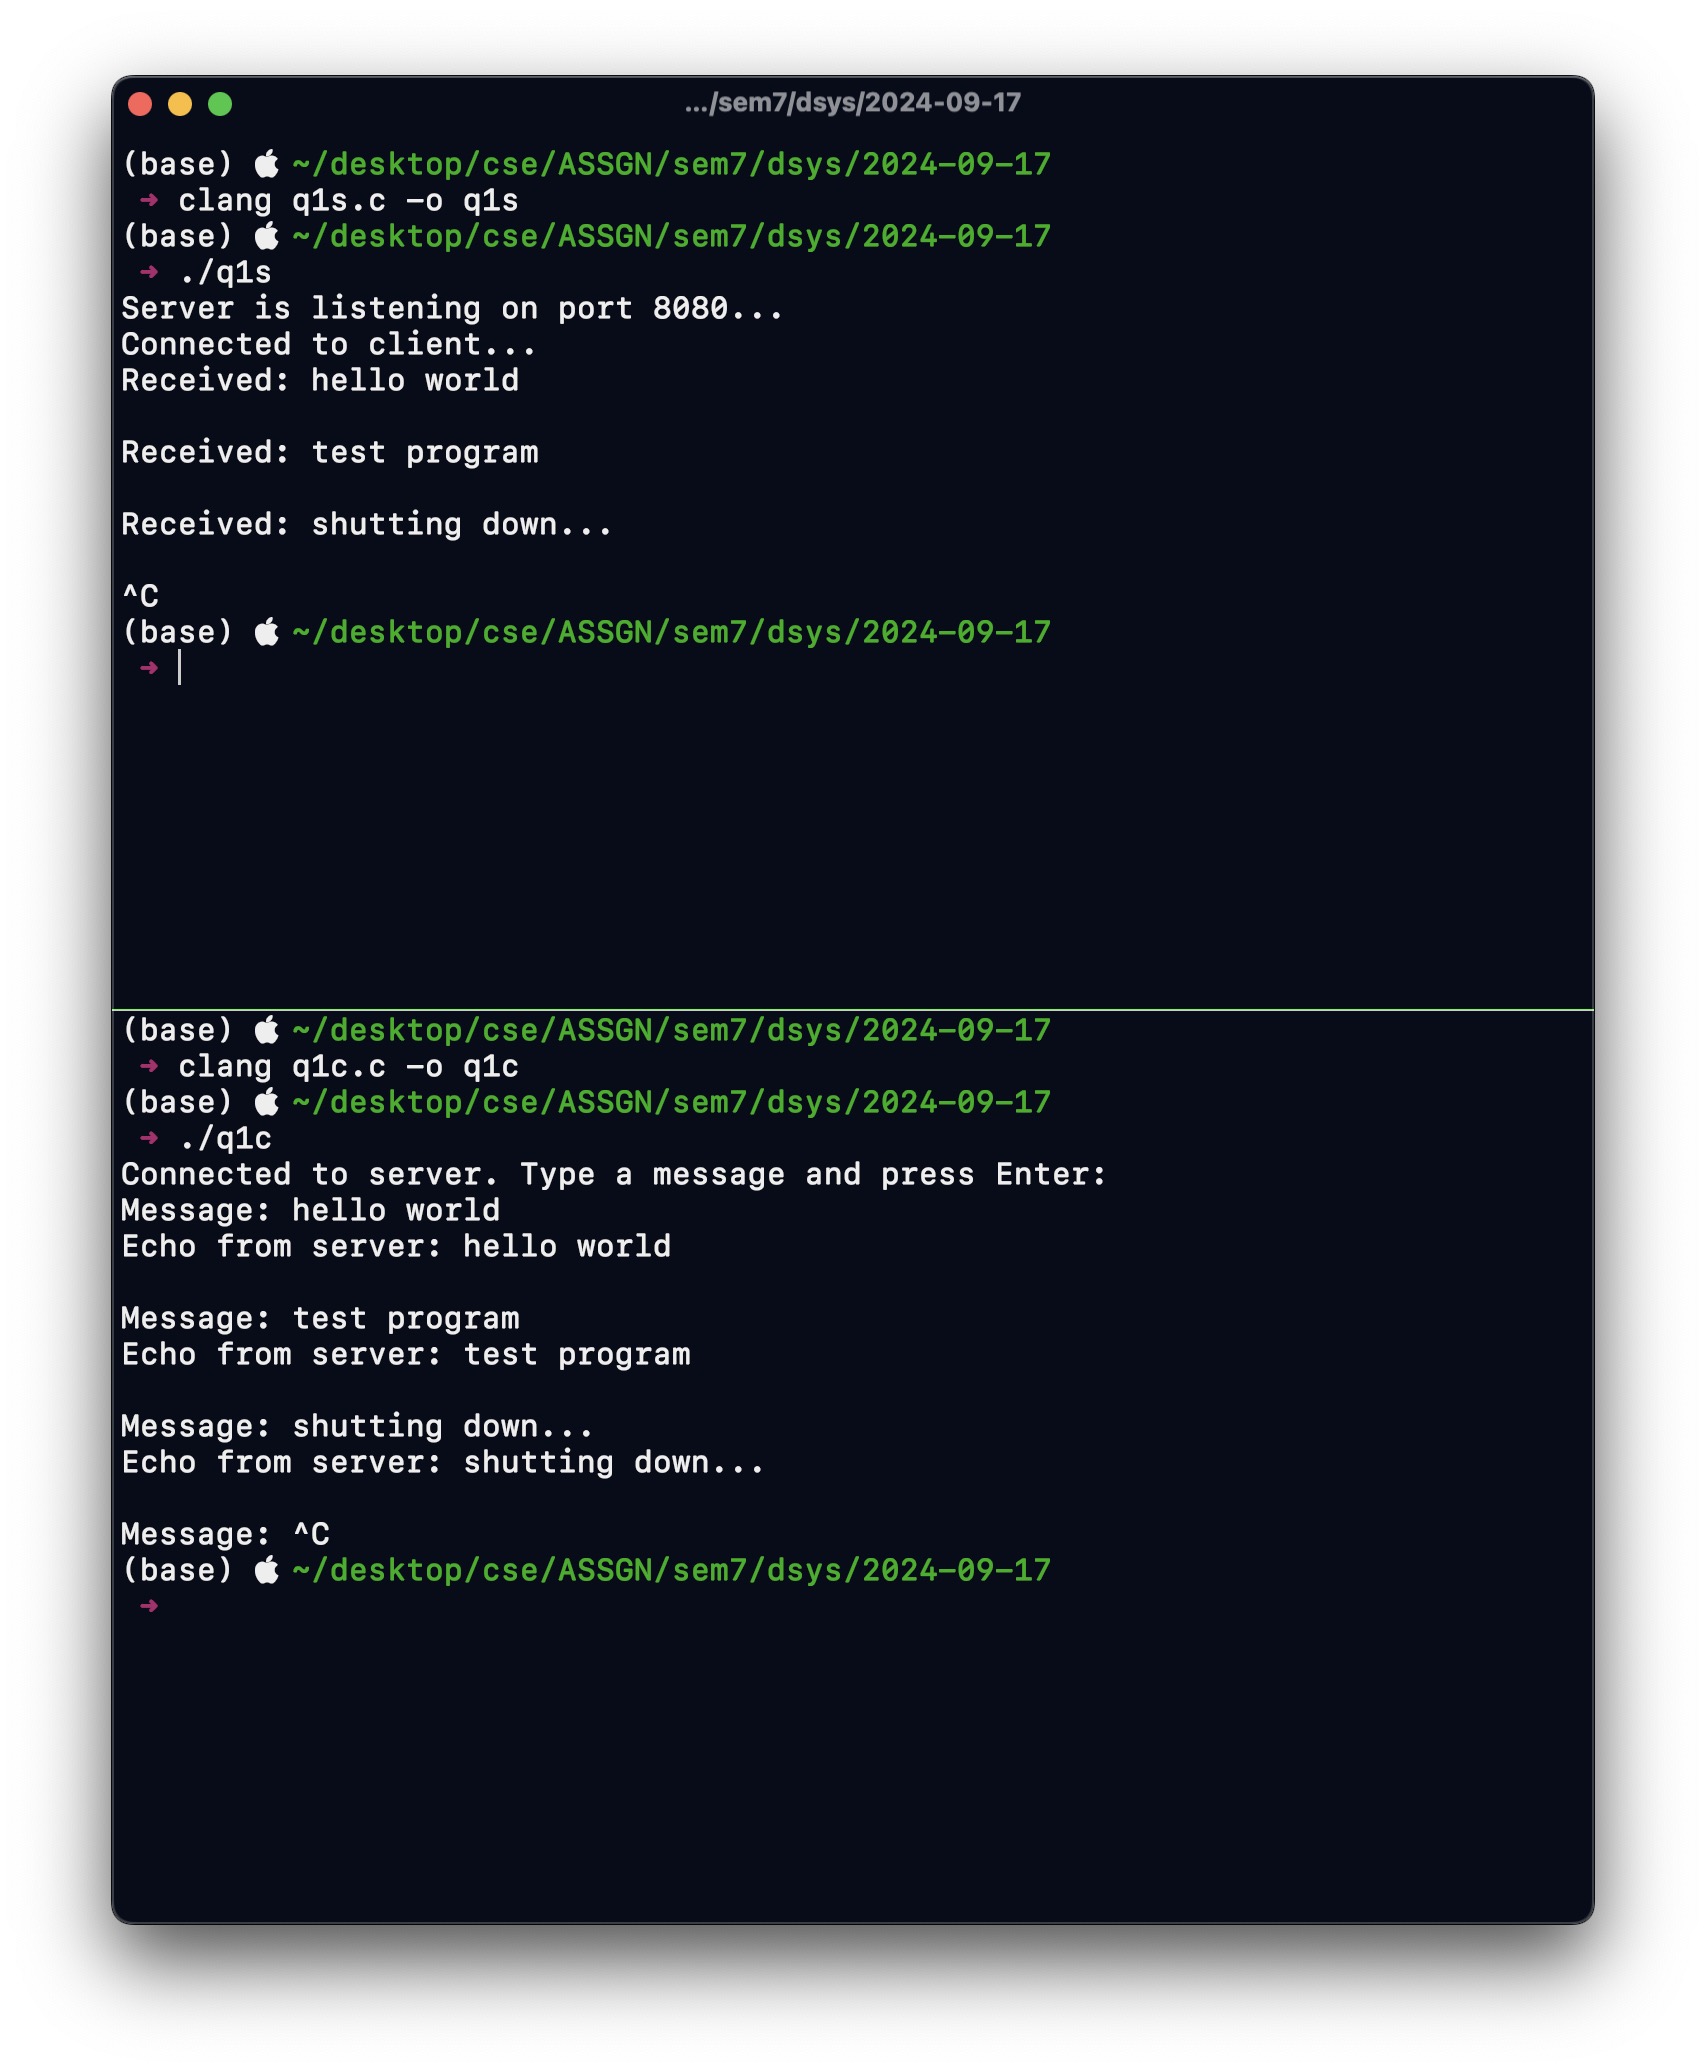 .../sem7/dsys/2024-09-17
(base)  ~/desktop/cse/ASSGN/sem7/dsys/2024-09-17
➜ clang q1s.c -o q1s
(base)  ~/desktop/cse/ASSGN/sem7/dsys/2024-09-17
➜ ./q1s
Server is listening on port 8080...
Connected to client...
Received: hello world
Received: test program
Received: shutting down...
^C
(base)  ~/desktop/cse/ASSGN/sem7/dsys/2024-09-17
➜
(base)  ~/desktop/cse/ASSGN/sem7/dsys/2024-09-17
➜ clang q1c.c -o q1c
(base)  ~/desktop/cse/ASSGN/sem7/dsys/2024-09-17
➜ ./q1c
Connected to server. Type a message and press Enter:
Message: hello world
Echo from server: hello world
Message: test program
Echo from server: test program
Message: shutting down...
Echo from server: shutting down...
Message: ^C
(base)  ~/desktop/cse/ASSGN/sem7/dsys/2024-09-17
➜